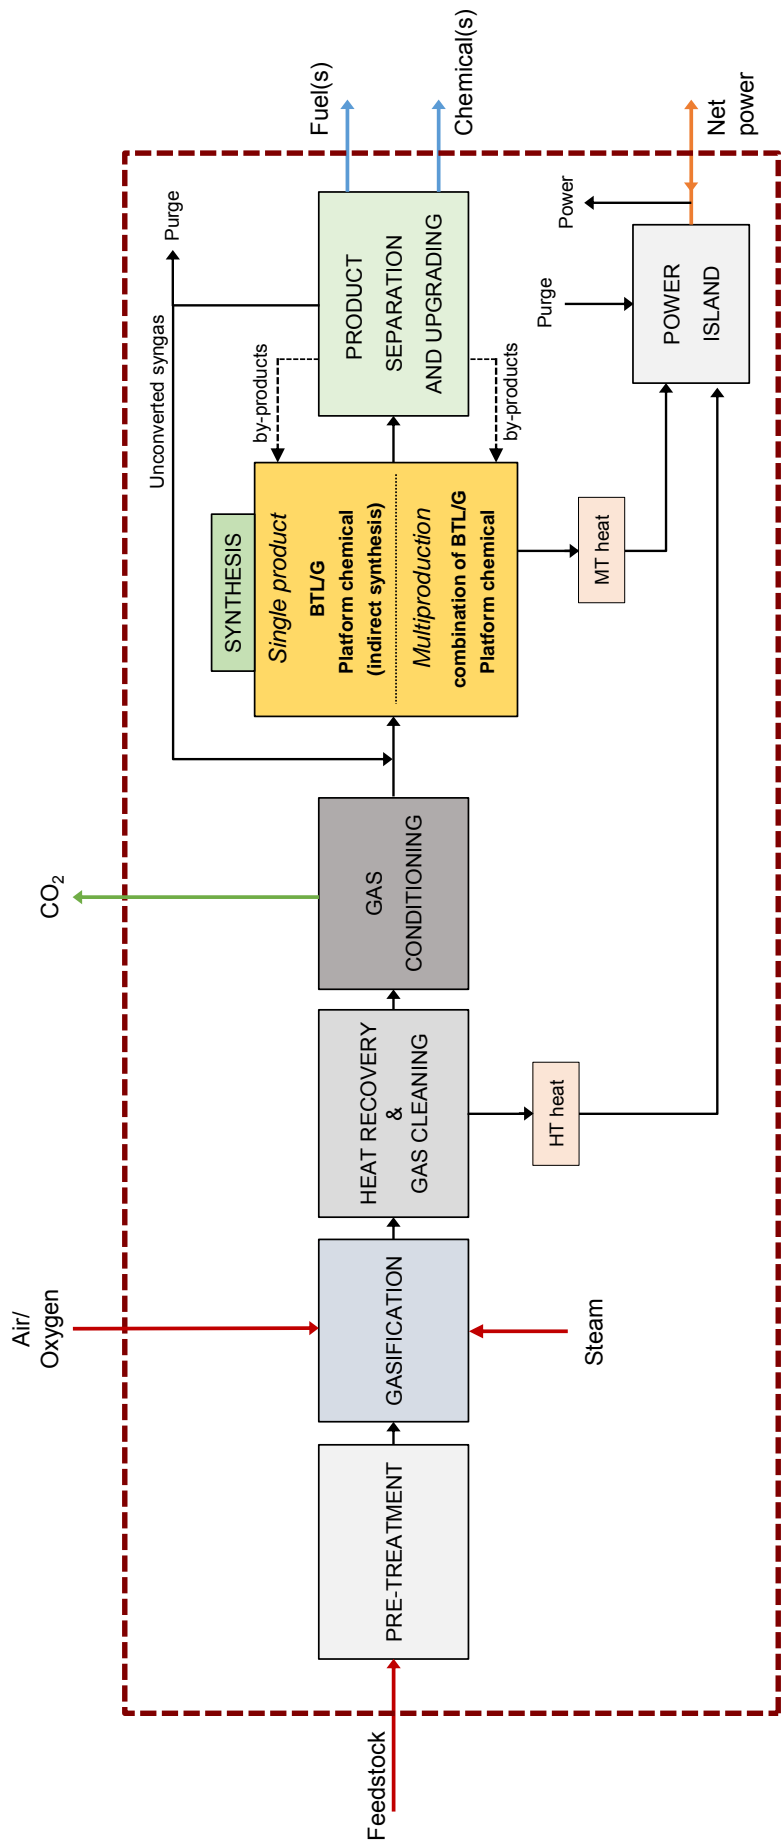 Feedstock
PRE-TREATMENT
Air/
Oxygen
GASIFICATION
Steam
HEAT RECOVERY
&
GAS CLEANING
HT heat
CO₂
GAS
CONDITIONING
Unconverted syngas
Purge
SYNTHESIS
Single product
BTL/G
Platform chemical
(indirect synthesis)
Multiproduction
combination of BTL/G
Platform chemical
MT heat
by-products
by-products
PRODUCT
SEPARATION
AND UPGRADING
Fuel(s)
Chemical(s)
Purge
Power
POWER
ISLAND
Net
power